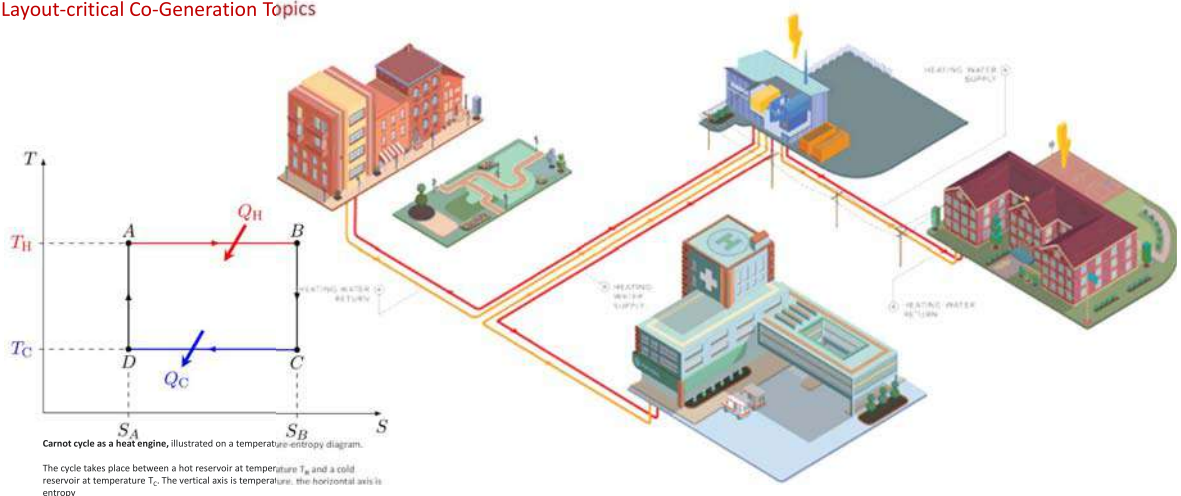 Layout-critical Co-Generation Topics
HEATING WATER
SUPPLY
T
T_H
A
Q_H
B
HEATING WATER
RETURN
HEATING
WATER
SUPPLY
HEATING WATER
RETURN
T_C
D
Q_C
C
S_A
S_B
S
Carnot cycle as a heat engine, illustrated on a temperature-entropy diagram.
The cycle takes place between a hot reservoir at temperature T_H and a cold
reservoir at temperature T_C. The vertical axis is temperature, the horizontal axis is
entropy
H